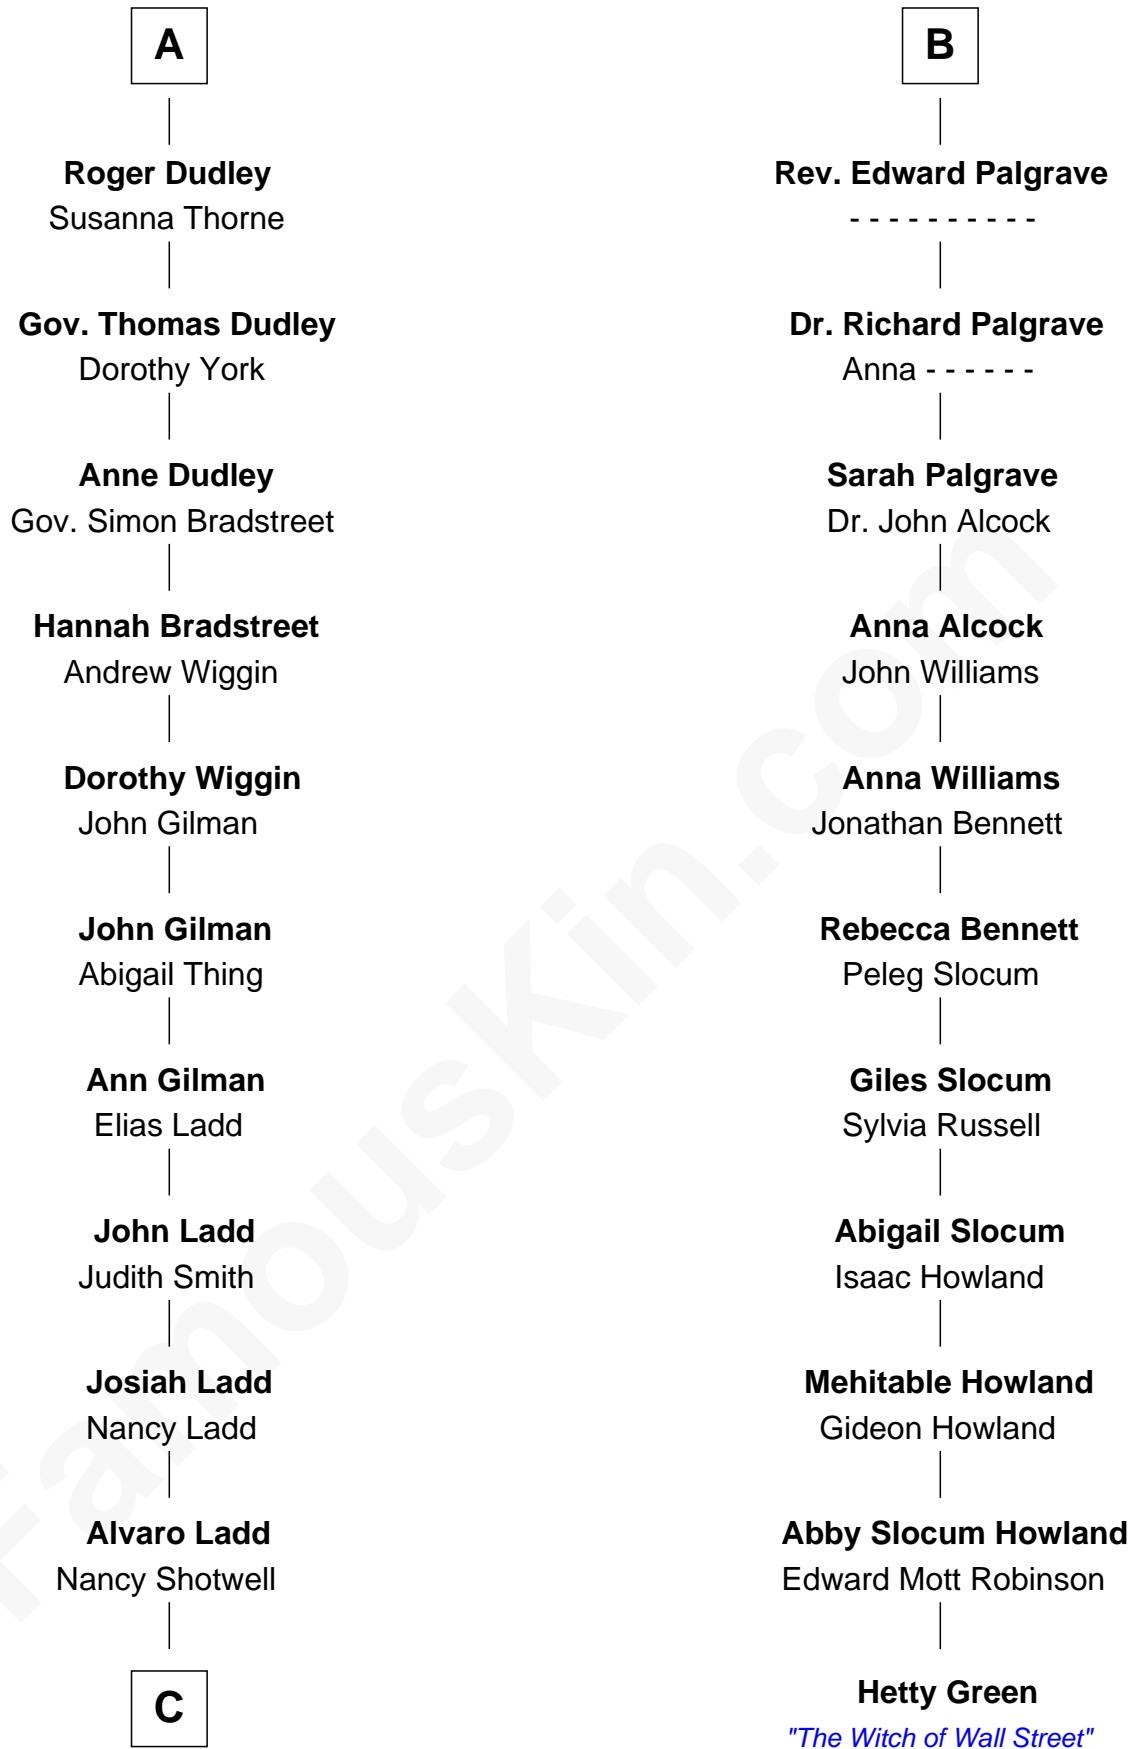 A
Roger Dudley
Susanna Thorne
Gov. Thomas Dudley
Dorothy York
Anne Dudley
Gov. Simon Bradstreet
Hannah Bradstreet
Andrew Wiggin
Dorothy Wiggin
John Gilman
John Gilman
Abigail Thing
Ann Gilman
Elias Ladd
John Ladd
Judith Smith
Josiah Ladd
Nancy Ladd
Alvaro Ladd
Nancy Shotwell
C
B
Rev. Edward Palgrave
- - - - - - - - - -
Dr. Richard Palgrave
Anna - - - - - -
Sarah Palgrave
Dr. John Alcock
Anna Alcock
John Williams
Anna Williams
Jonathan Bennett
Rebecca Bennett
Peleg Slocum
Giles Slocum
Sylvia Russell
Abigail Slocum
Isaac Howland
Mehitable Howland
Gideon Howland
Abby Slocum Howland
Edward Mott Robinson
Hetty Green
"The Witch of Wall Street"
FamousKin.com